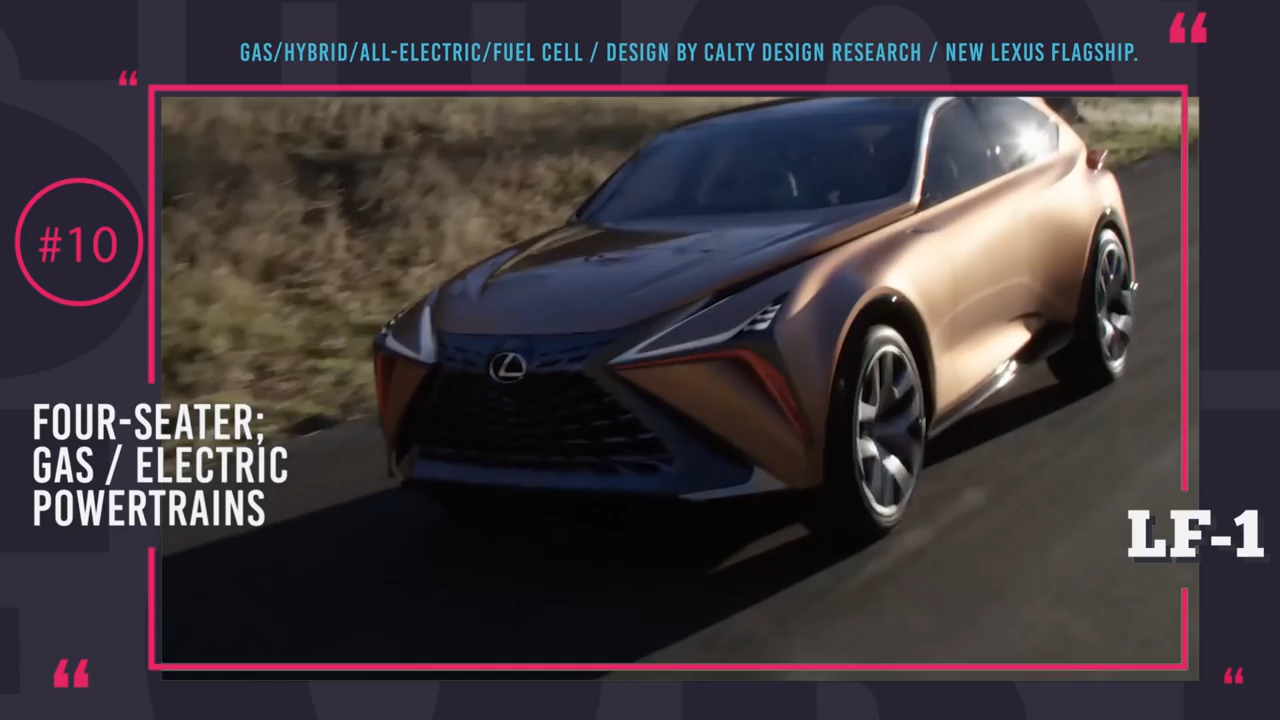 GAS/HYBRID/ALL-ELECTRIC/FUEL CELL / DESIGN BY CALTY DESIGN RESEARCH / NEW LEXUS FLAGSHIP.
#10
FOUR-SEATER;
GAS / ELECTRIC
POWERTRAINS
LF-1